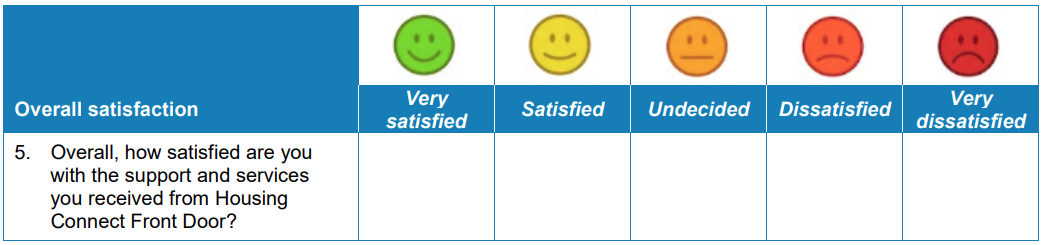 Overall satisfaction
Very
satisfied
Satisfied
Undecided
Dissatisfied
Very
dissatisfied
5. Overall, how satisfied are you
with the support and services
you received from Housing
Connect Front Door?